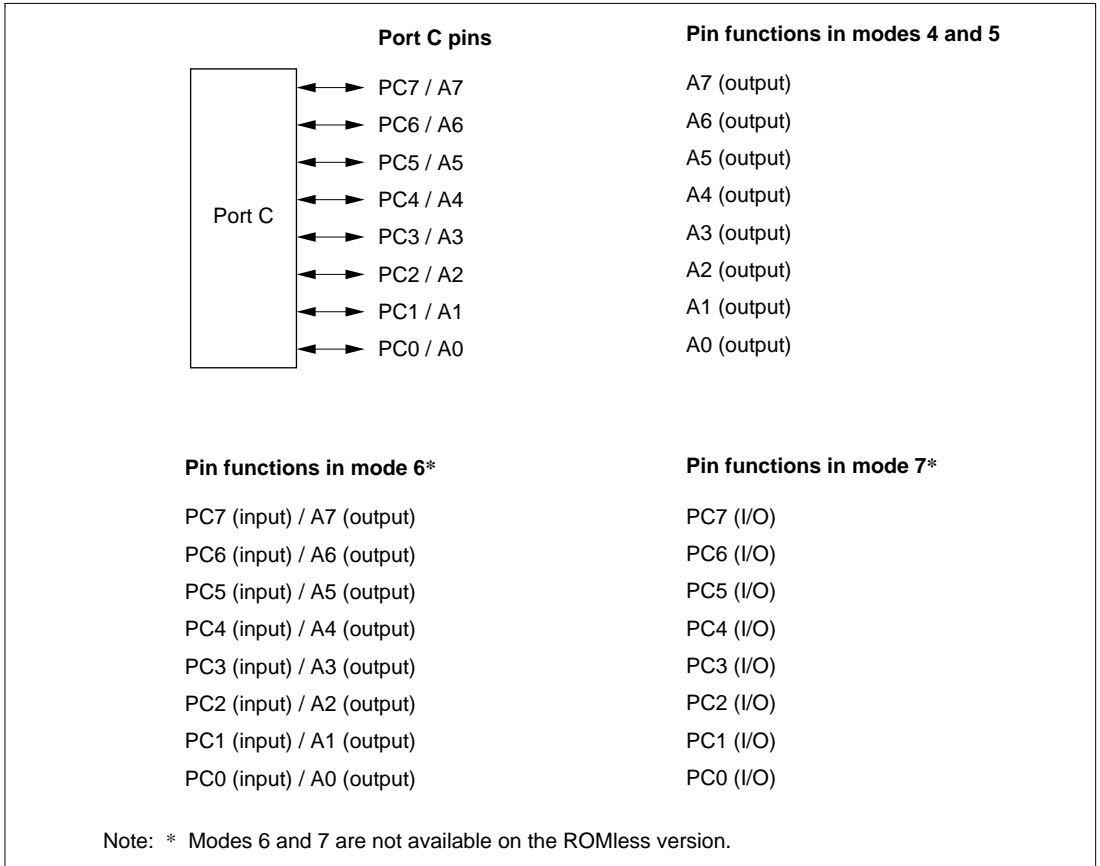 Port C pins Pin functions in modes 4 and 5
PC7 / A7 A7 (output)
PC6 / A6 A6 (output)
PC5 / A5 A5 (output)
PC4 / A4 A4 (output)
Port C
PC3 / A3 A3 (output)
PC2 / A2 A2 (output)
PC1 / A1 A1 (output)
PC0 / A0 A0 (output)
Pin functions in mode 6* Pin functions in mode 7*
PC7 (input) / A7 (output) PC7 (I/O)
PC6 (input) / A6 (output) PC6 (I/O)
PC5 (input) / A5 (output) PC5 (I/O)
PC4 (input) / A4 (output) PC4 (I/O)
PC3 (input) / A3 (output) PC3 (I/O)
PC2 (input) / A2 (output) PC2 (I/O)
PC1 (input) / A1 (output) PC1 (I/O)
PC0 (input) / A0 (output) PC0 (I/O)
Note: * Modes 6 and 7 are not available on the ROMless version.